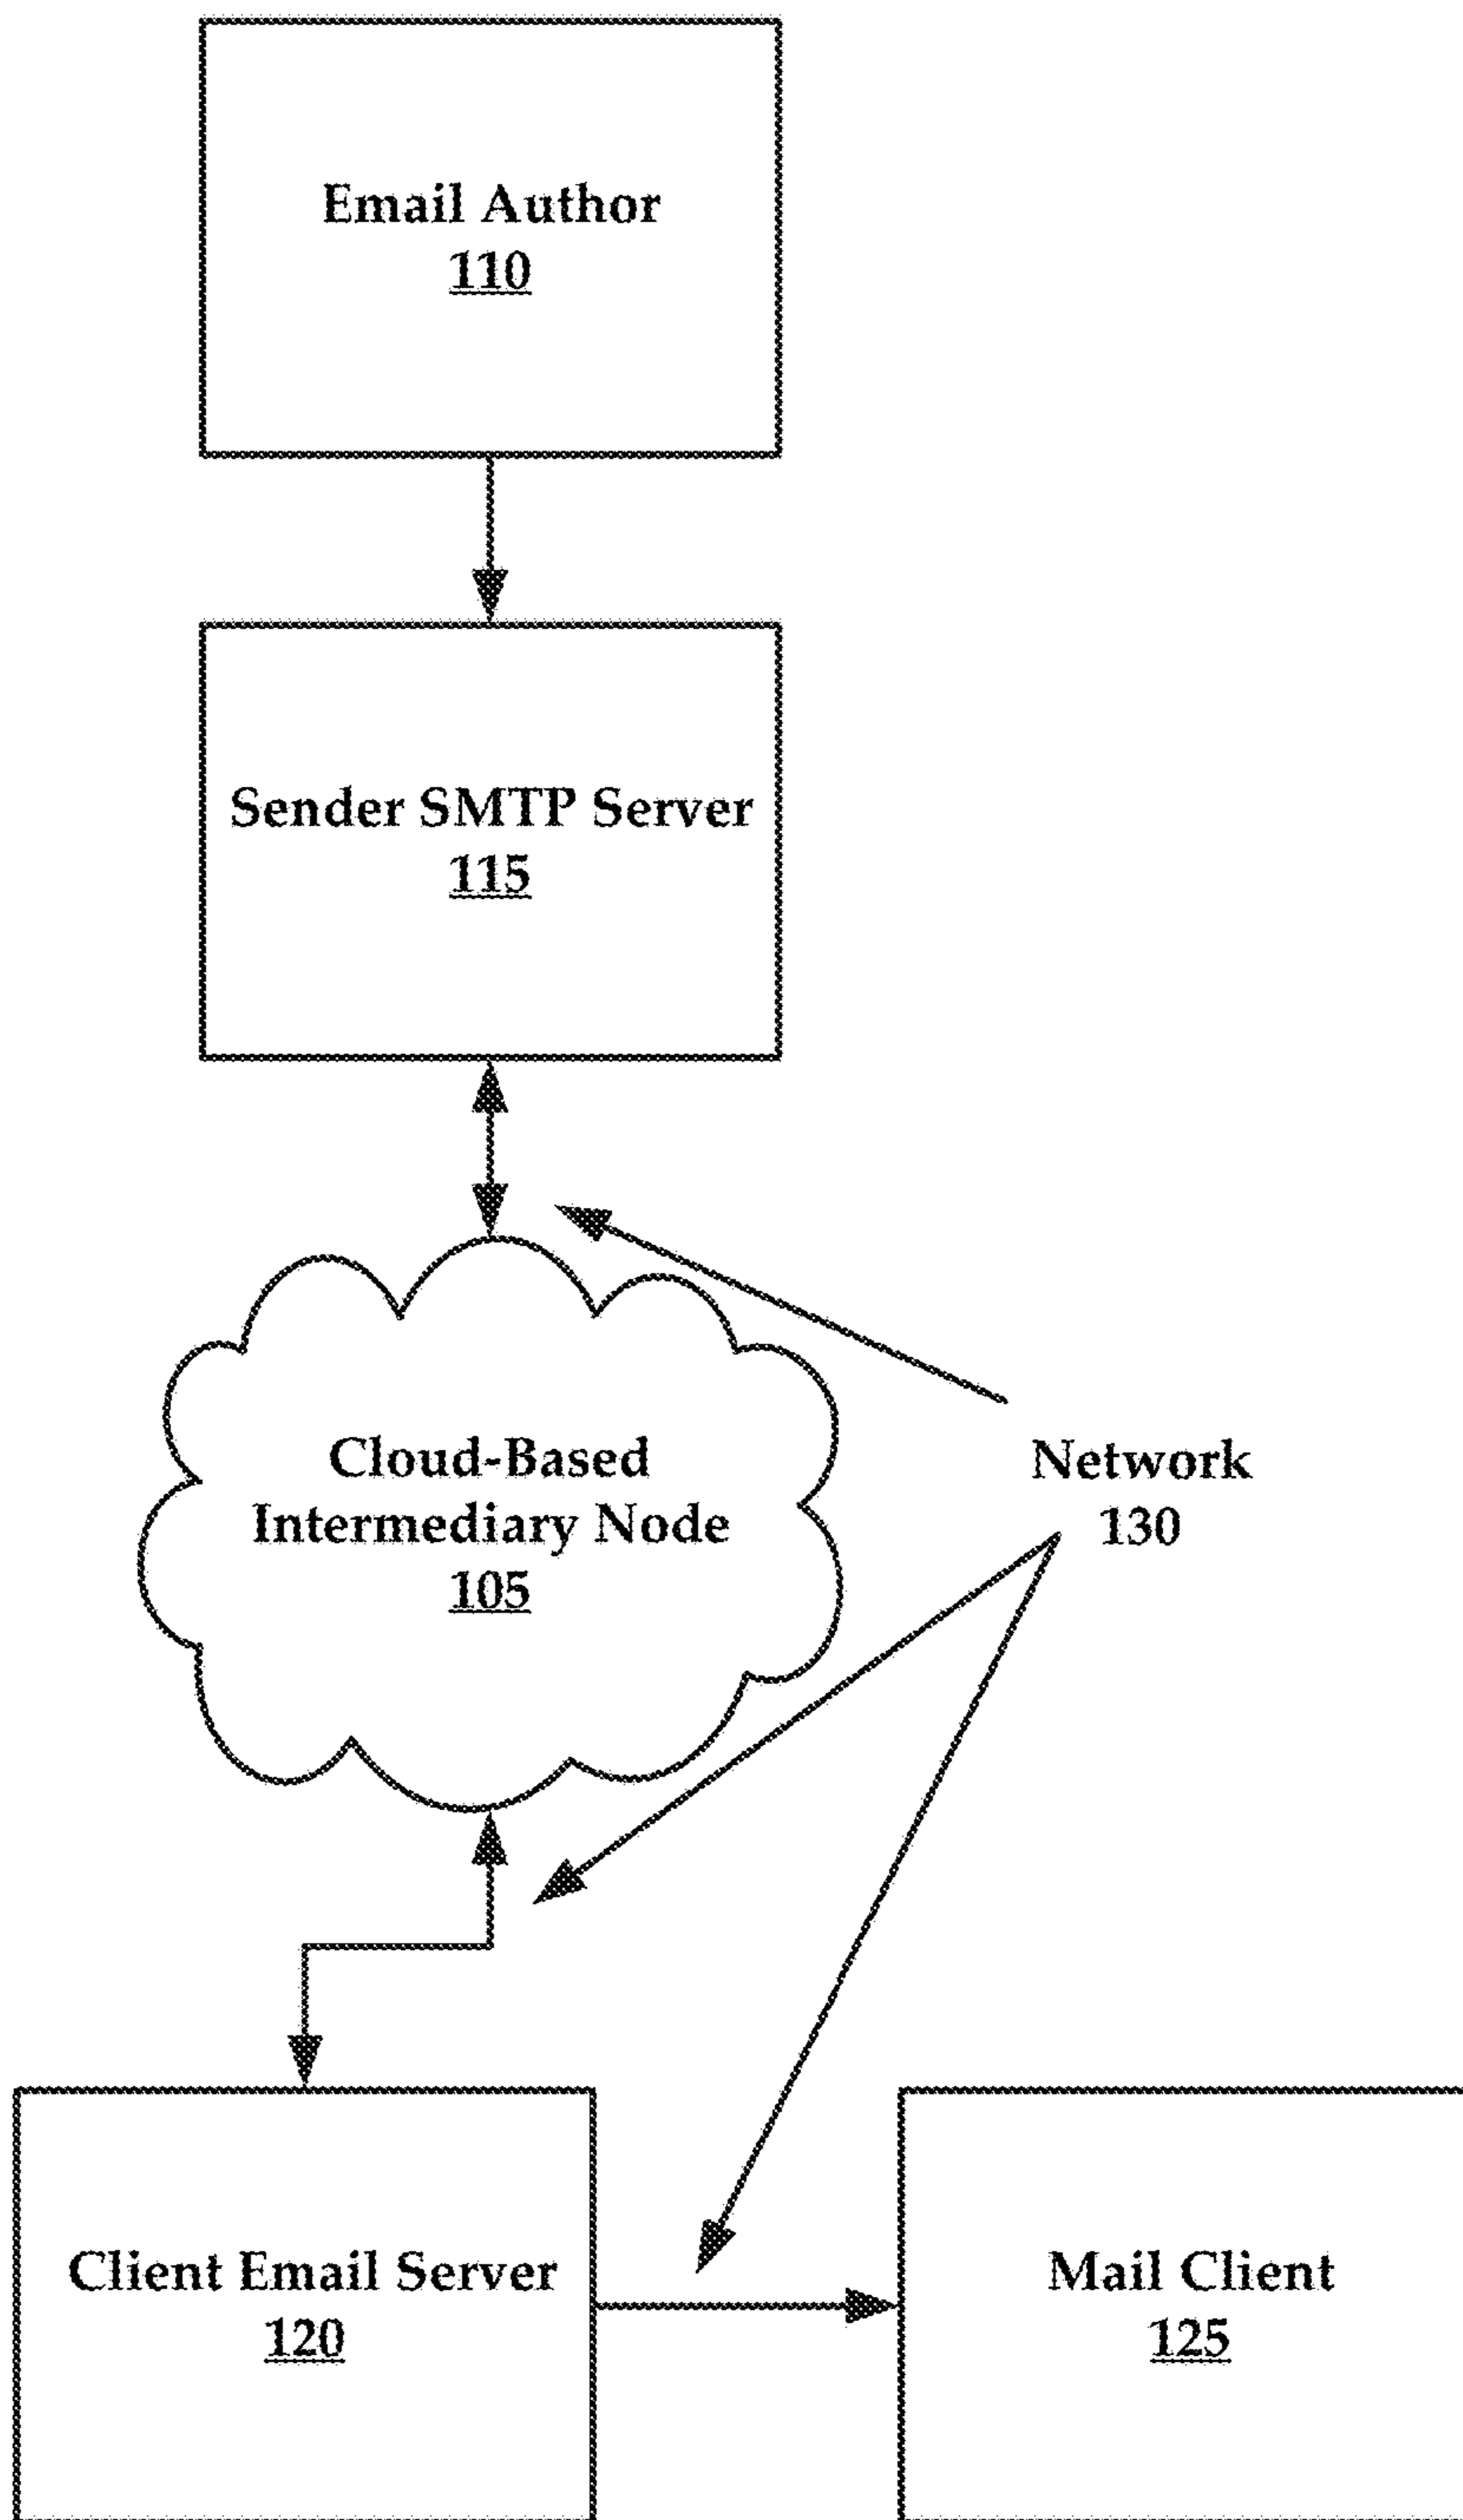 Email Author
110
Sender SMTP Server
115
Cloud-Based
Intermediary Node
105
Network
130
Client Email Server
120
Mail Client
125